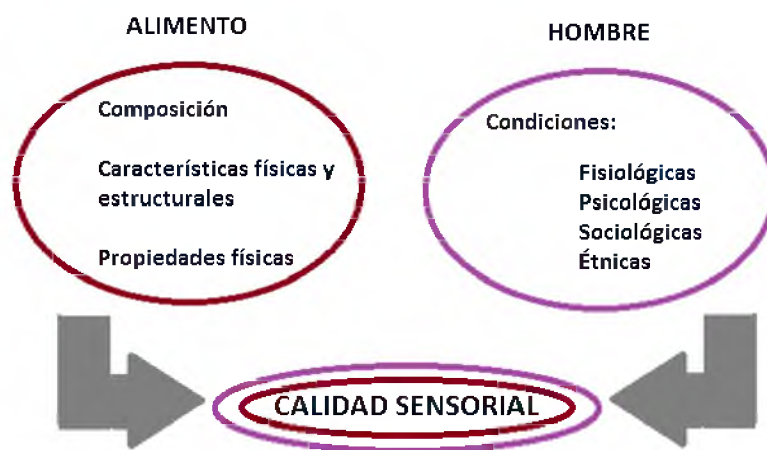 ALIMENTO
Composición
Características físicas y
estructurales
Propiedades físicas
HOMBRE
Condiciones:
Fisiológicas
Psicológicas
Sociológicas
Étnicas
CALIDAD SENSORIAL